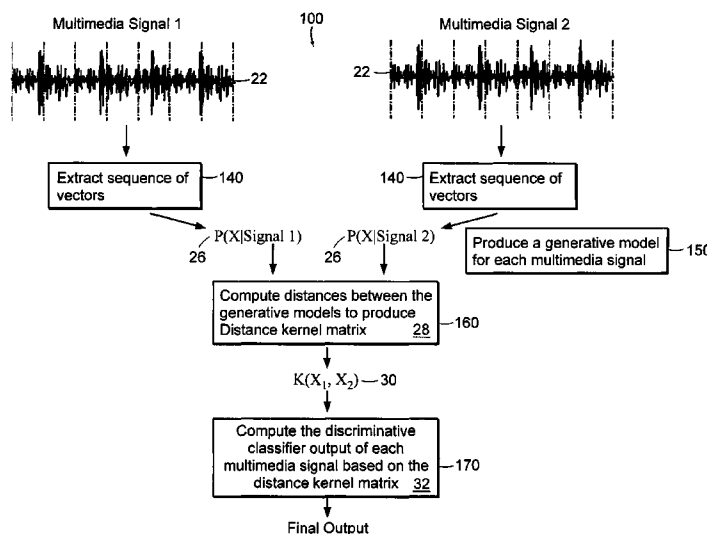 Multimedia Signal 1
100
Multimedia Signal 2
22
22
Extract sequence of
vectors
140
140
Extract sequence of
vectors
P(X|Signal 1)
P(X|Signal 2)
26
26
Produce a generative model
for each multimedia signal
150
Compute distances between the
generative models to produce
Distance kernel matrix 28
160
K(X₁, X₂)
30
Compute the discriminative
classifier output of each
multimedia signal based on the
distance kernel matrix 32
170
Final Output